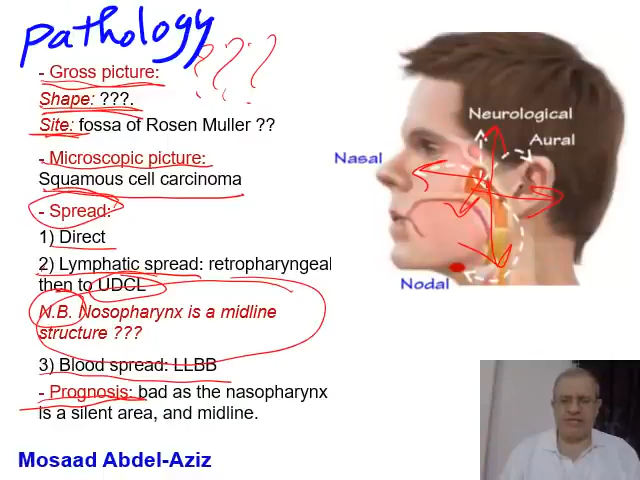 pathology
- Gross picture:
Shape: ???.
Site: fossa of Rosen Muller ??
- Microscopic picture:
Squamous cell carcinoma
- Spread:
1) Direct
2) Lymphatic spread: retropharyngeal
then to UDCL
N.B. Nosopharynx is a midline
structure ???
3) Blood spread: LLBB
- Prognosis: bad as the nasopharynx
is a silent area, and midline.
Mosaad Abdel-Aziz
???
Neurological
Aural
Nasal
Nodal